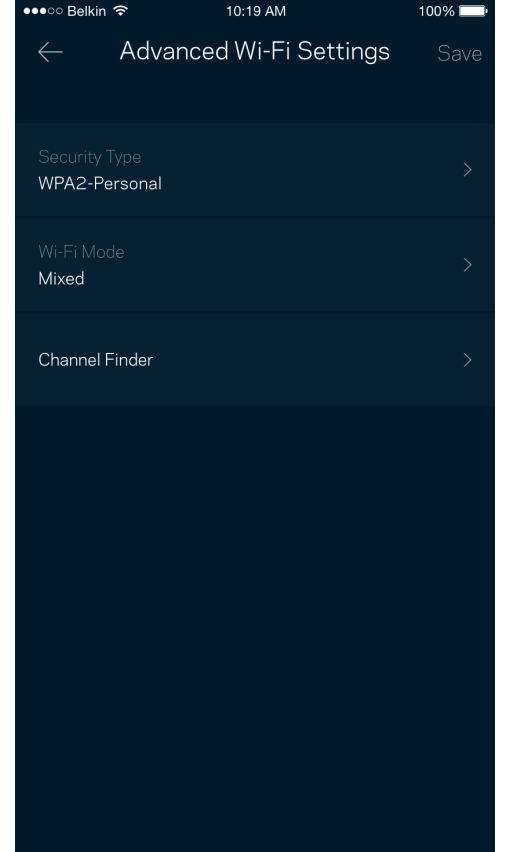 Belkin 10:19 AM 100%
Advanced Wi-Fi Settings Save
Security Type
WPA2-Personal
Wi-Fi Mode
Mixed
Channel Finder